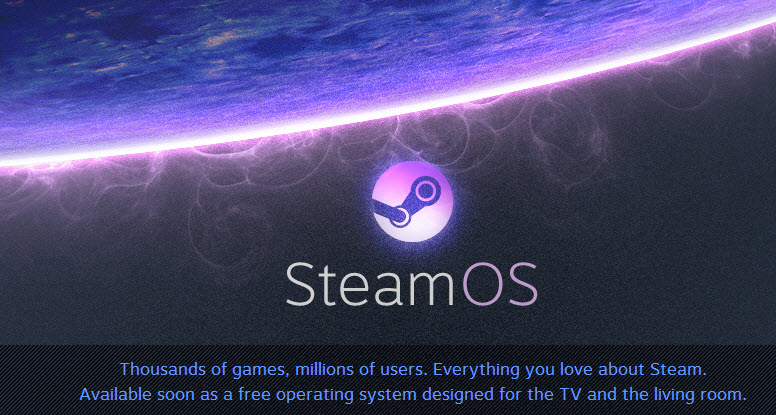 SteamOS
Thousands of games, millions of users. Everything you love about Steam.
Available soon as a free operating system designed for the TV and the living room.